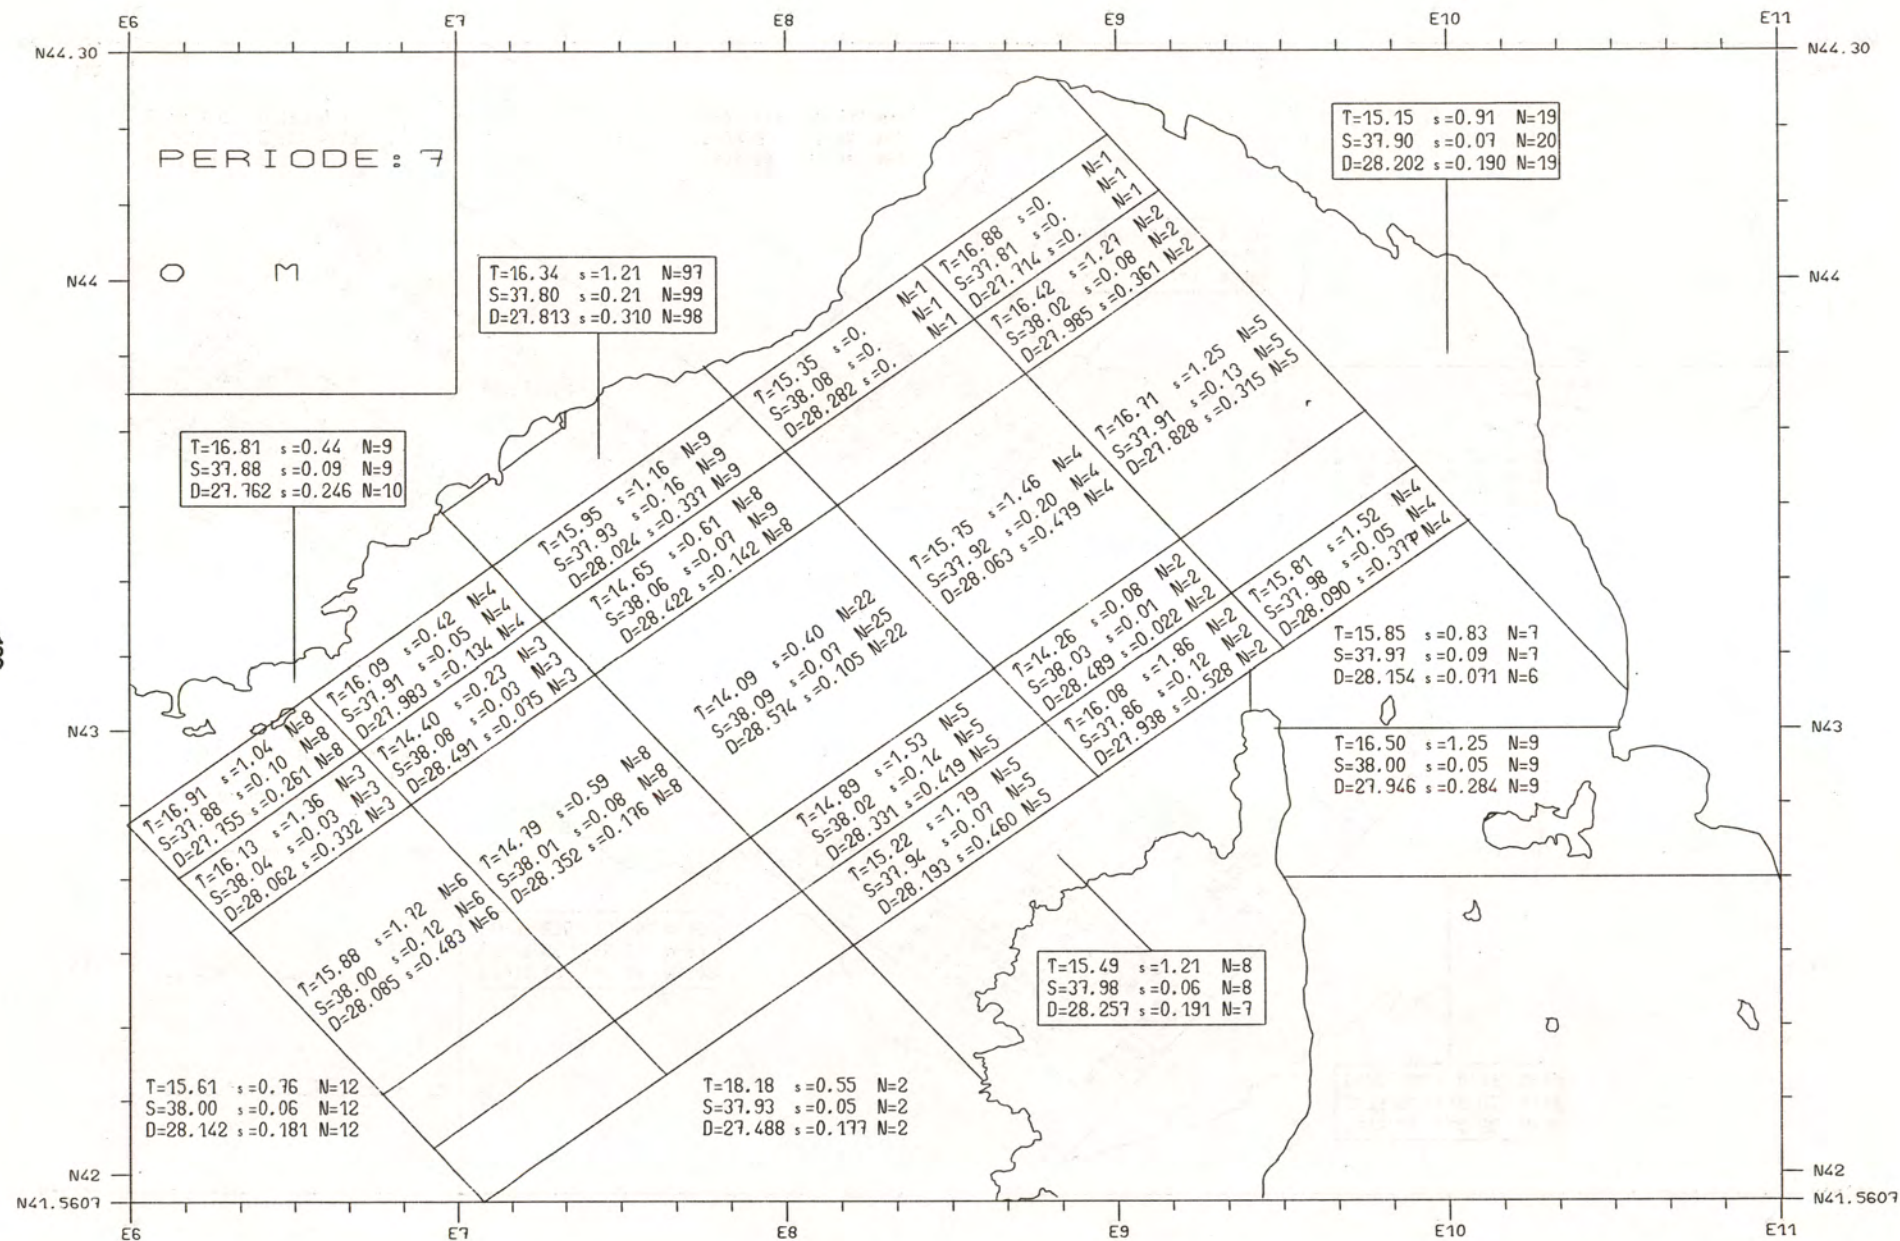 E6 E7 E8 E9 E10 E11
N44.30 N44.30
PERIODE: 7
0 M
T=15.15 s=0.91 N=19
S=37.90 s=0.07 N=20
D=28.202 s=0.190 N=19
T=16.34 s=1.21 N=97
S=37.80 s=0.21 N=99
D=27.813 s=0.310 N=98
N44 N44
T=16.81 s=0.44 N=9
S=37.88 s=0.09 N=9
D=27.762 s=0.246 N=10
T=16.88 s=0. N=1
S=37.81 s=0. N=1
D=27.714 s=0. N=1
T=16.42 s=1.27 N=2
S=38.02 s=0.08 N=2
D=27.985 s=0.361 N=2
T=15.35 s=0. N=1
S=38.08 s=0. N=1
D=28.282 s=0. N=1
T=16.71 s=1.25 N=5
S=37.91 s=0.13 N=5
D=27.828 s=0.315 N=5
T=15.95 s=1.16 N=9
S=37.93 s=0.16 N=9
D=28.024 s=0.337 N=9
T=14.65 s=0.61 N=8
S=38.06 s=0.07 N=9
D=28.422 s=0.142 N=8
T=15.75 s=1.46 N=4
S=37.92 s=0.20 N=4
D=28.063 s=0.479 N=4
T=15.81 s=1.52 N=4
S=37.98 s=0.05 N=4
D=28.090 s=0.377 N=4
T=16.09 s=0.42 N=4
S=37.91 s=0.05 N=4
D=27.983 s=0.134 N=4
T=14.40 s=0.23 N=3
S=38.08 s=0.03 N=3
D=28.491 s=0.075 N=3
T=14.09 s=0.40 N=22
S=38.09 s=0.07 N=25
D=28.574 s=0.105 N=22
T=14.26 s=0.08 N=2
S=38.03 s=0.01 N=2
D=28.489 s=0.022 N=2
T=16.08 s=1.86 N=2
S=37.86 s=0.12 N=2
D=27.938 s=0.528 N=2
T=15.85 s=0.83 N=7
S=37.97 s=0.09 N=7
D=28.154 s=0.071 N=6
N43 N43
T=16.50 s=1.25 N=9
S=38.00 s=0.05 N=9
D=27.946 s=0.284 N=9
T=16.91 s=1.04 N=8
S=37.88 s=0.10 N=8
D=27.755 s=0.261 N=8
T=16.13 s=1.36 N=3
S=38.04 s=0.03 N=3
D=28.062 s=0.332 N=3
T=14.79 s=0.59 N=8
S=38.01 s=0.08 N=8
D=28.352 s=0.176 N=8
T=14.89 s=1.53 N=5
S=38.02 s=0.14 N=5
D=28.331 s=0.419 N=5
T=15.22 s=1.79 N=5
S=37.94 s=0.07 N=5
D=28.193 s=0.460 N=5
T=15.88 s=1.72 N=6
S=38.00 s=0.12 N=6
D=28.085 s=0.483 N=6
T=15.49 s=1.21 N=8
S=37.98 s=0.06 N=8
D=28.257 s=0.191 N=7
T=15.61 s=0.76 N=12
S=38.00 s=0.06 N=12
D=28.142 s=0.181 N=12
T=18.18 s=0.55 N=2
S=37.93 s=0.05 N=2
D=27.488 s=0.177 N=2
N42 N42
N41.5607 N41.5607
E6 E7 E8 E9 E10 E11